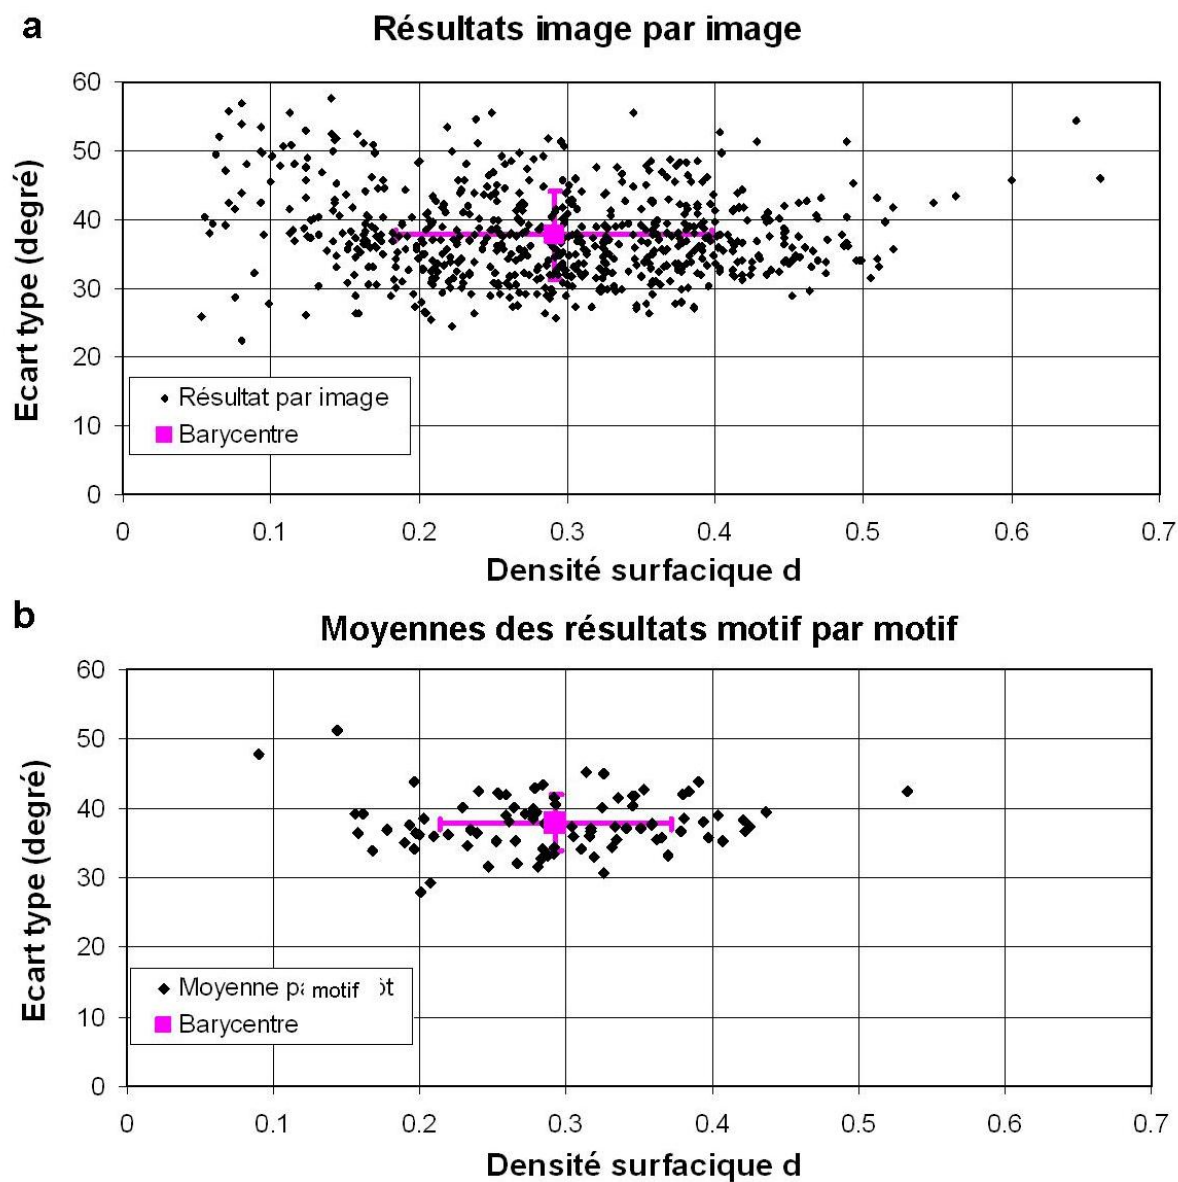 a
Résultats image par image
Ecart type (degré)
60
50
40
30
20
10
0
Résultat par image
Barycentre
0 0.1 0.2 0.3 0.4 0.5 0.6 0.7
Densité surfacique d
b
Moyennes des résultats motif par motif
Ecart type (degré)
60
50
40
30
20
10
0
Moyenne pa motif
Barycentre
0 0.1 0.2 0.3 0.4 0.5 0.6 0.7
Densité surfacique d